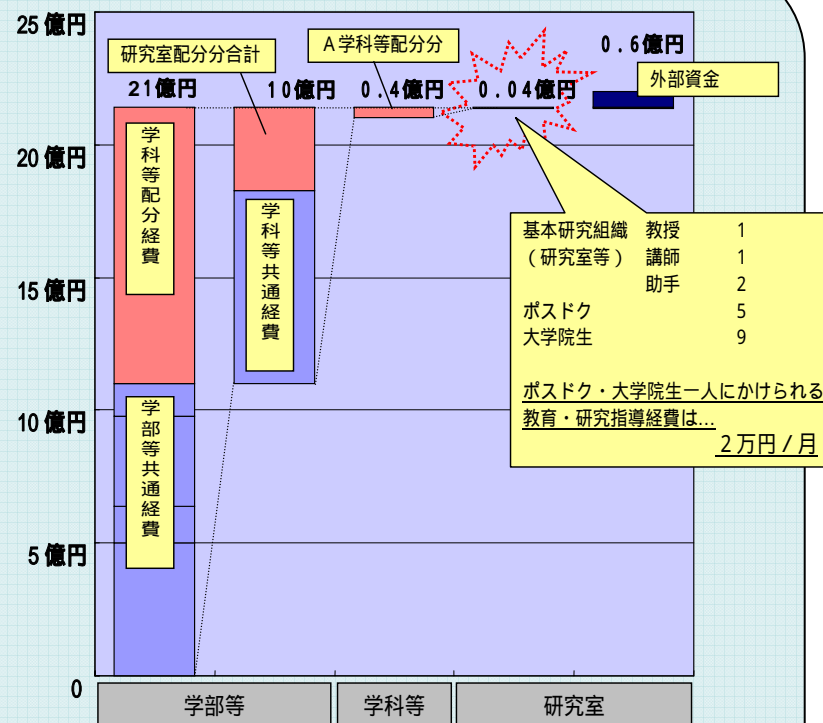 25億円
20億円
15億円
10億円
5億円
0
研究室配分分合計
A学科等配分分
0.6億円
外部資金
21億円
10億円
0.4億円
0.04億円
学科等配分経費
学部等共通経費
学科等共通経費
基本研究組織 教授 1
(研究室等) 講師 1
助手 2
ポスドク 5
大学院生 9
ポスドク・大学院生一人にかけられる
教育・研究指導経費は…
2万円/月
学部等
学科等
研究室